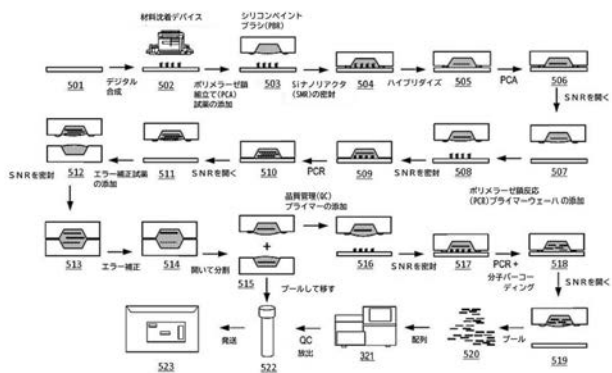 材料沈着デバイス
シリコンペイント
ブラシ(PBR)
501
502
503
504
505
506
デジタル
合成
ポリメラーゼ鎖
組立て(PCA)
試薬の添加
Siナノリアクタ
(SMR)の密封
ハイブリダイズ
PCA
SNRを開く
512
511
510
509
508
507
SNRを密封
エラー補正試薬
の添加
SNRを開く
PCR
SNRを密封
ポリメラーゼ鎖反応
(PCR)プライマーウェーハ の添加
品質管理(QC)
プライマーの添加
513
514
515
516
517
518
エラー補正
開いて分割
+
プールして移す
SNRを密封
PCR +
分子バーコー
ディング
SNRを開く
523
522
321
520
519
発送
QC
放出
配列
プール